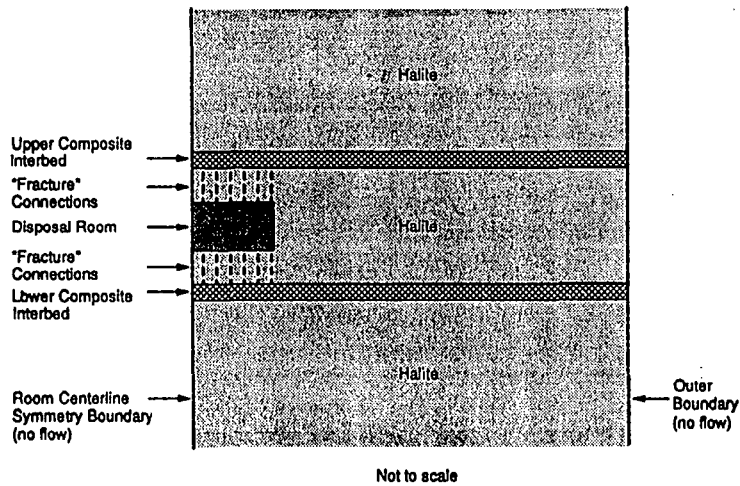 Halite
Upper Composite
Interbed
"Fracture"
Connections
Disposal Room
Halite
"Fracture"
Connections
Lower Composite
Interbed
Halite
Room Centerline
Symmetry Boundary
(no flow)
Outer
Boundary
(no flow)
Not to scale